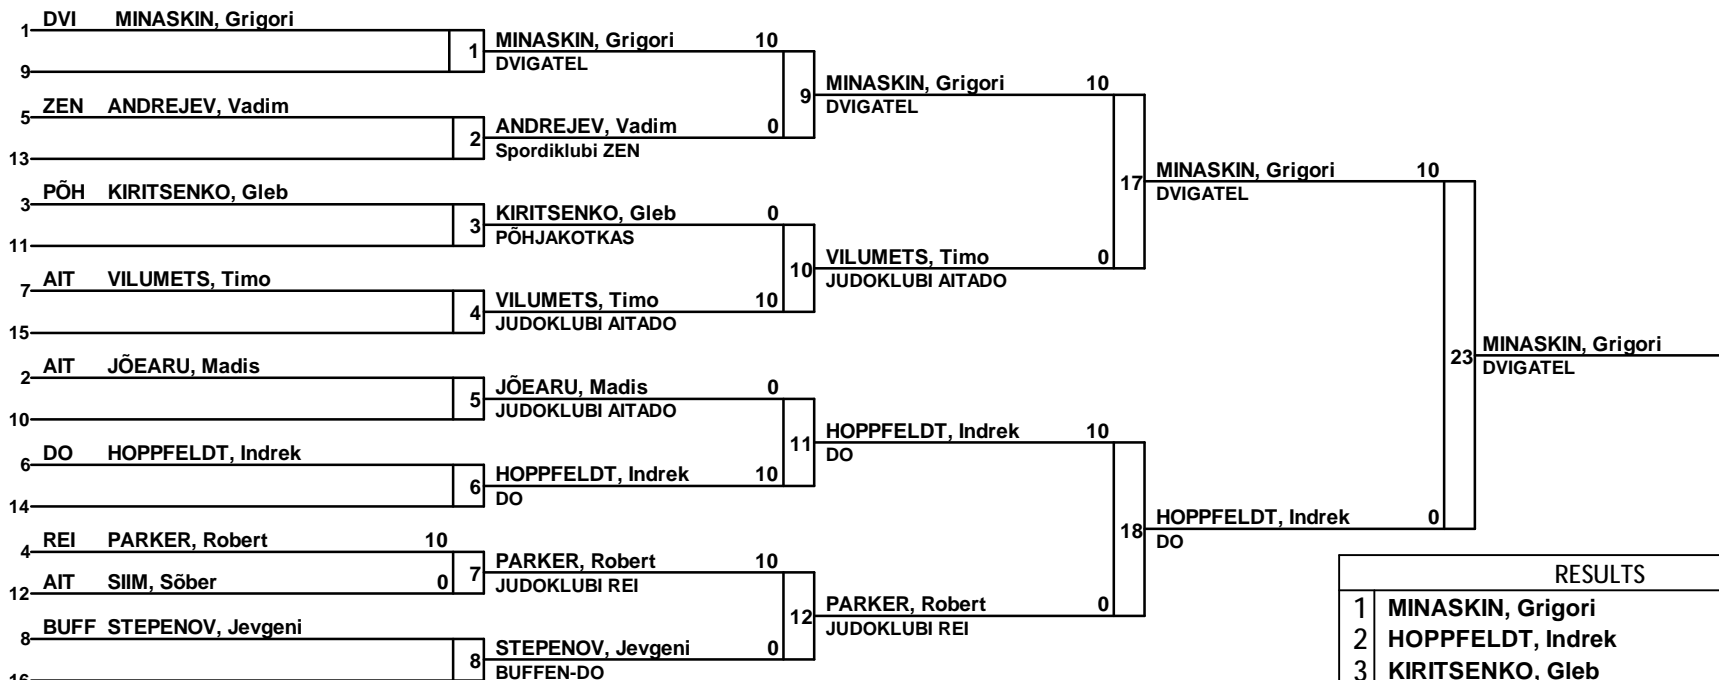 DVI MINASKIN, Grigori
1
1 MINASKIN, Grigori 10
DVIGATEL
9
9 MINASKIN, Grigori 10
DVIGATEL
5 ZEN ANDREJEV, Vadim
2 ANDREJEV, Vadim 0
Spordiklubi ZEN
13
17 MINASKIN, Grigori 10
DVIGATEL
3 PÕH KIRITSENKO, Gleb
3 KIRITSENKO, Gleb 0
PÕHJAKOTKAS
11
10 VILUMETS, Timo 0
JUDOKLUBI AITADO
7 AIT VILUMETS, Timo
4 VILUMETS, Timo 10
JUDOKLUBI AITADO
15
23 MINASKIN, Grigori
DVIGATEL
2 AIT JÕEARU, Madis
5 JÕEARU, Madis 0
JUDOKLUBI AITADO
10
11 HOPPFELDT, Indrek 10
DO
6 DO HOPPFELDT, Indrek
6 HOPPFELDT, Indrek 10
DO
14
18 HOPPFELDT, Indrek 0
DO
4 REI PARKER, Robert 10
7 PARKER, Robert 10
JUDOKLUBI REI
12 AIT SIIM, Sõber 0
12 PARKER, Robert 0
JUDOKLUBI REI
8 BUFF STEPENOV, Jevgeni
8 STEPENOV, Jevgeni 0
BUFFEN-DO
16
RESULTS
1 MINASKIN, Grigori
2 HOPPFELDT, Indrek
3 KIRITSENKO, Gleb